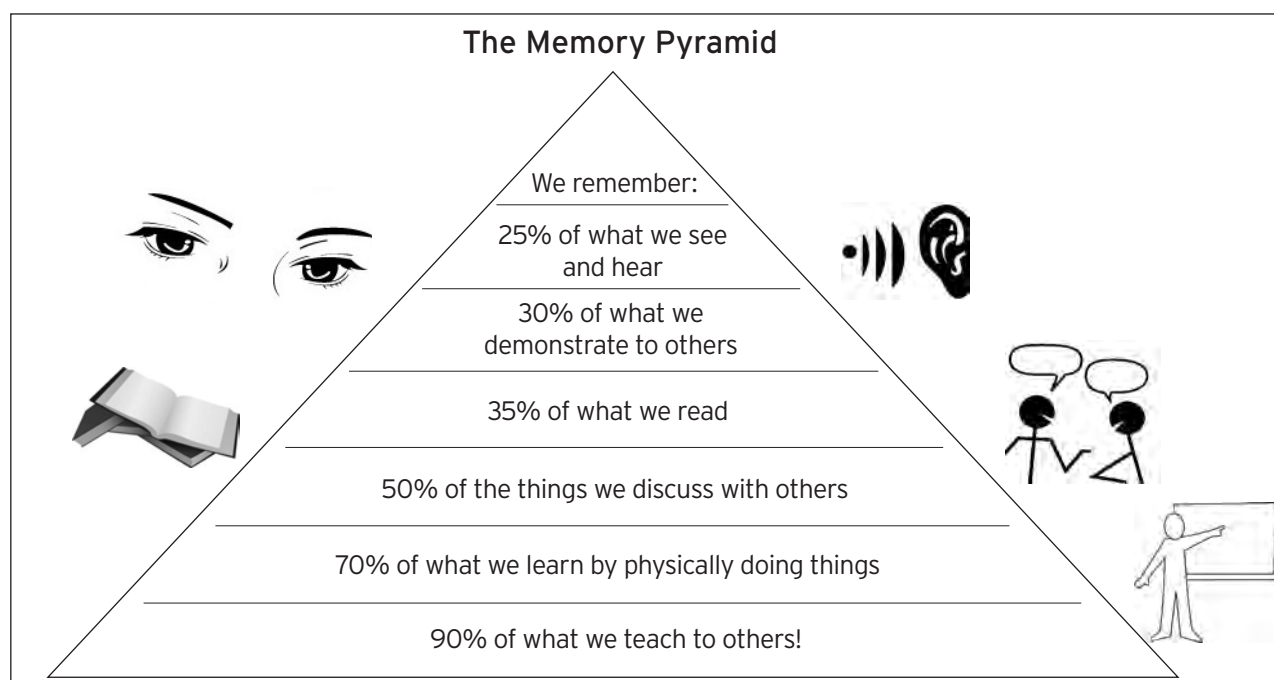 The Memory Pyramid
We remember:
25% of what we see
and hear
30% of what we
demonstrate to others
35% of what we read
50% of the things we discuss with others
70% of what we learn by physically doing things
90% of what we teach to others!